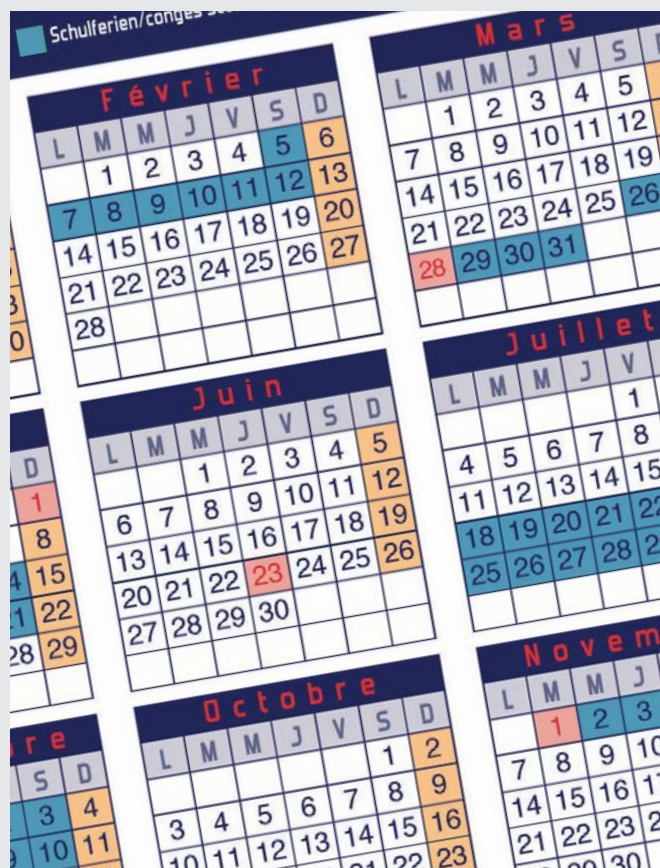 Schulferien/congés
Février
L M M J V S D
1 2 3 4 5 6
7 8 9 10 11 12 13
14 15 16 17 18 19 20
21 22 23 24 25 26 27
28
Mars
L M M J V S
1 2 3 4 5
7 8 9 10 11 12
14 15 16 17 18 19
21 22 23 24 25 26
28 29 30 31
D
1
8
15
22
28 29
Juin
L M M J V S D
1 2 3 4 5
6 7 8 9 10 11 12
13 14 15 16 17 18 19
20 21 22 23 24 25 26
27 28 29 30
Juillet
L M M J V
1
4 5 6 7 8
11 12 13 14 15
18 19 20 21 22
25 26 27 28
re
S D
3 4
10 11
Octobre
L M M J V S D
1 2
3 4 5 6 7 8 9
10 11 12 13 14 15 16
21 22 23
Novem
L M M J
1 2 3
7 8 9 10
14 15 16 17
21 22 23
30